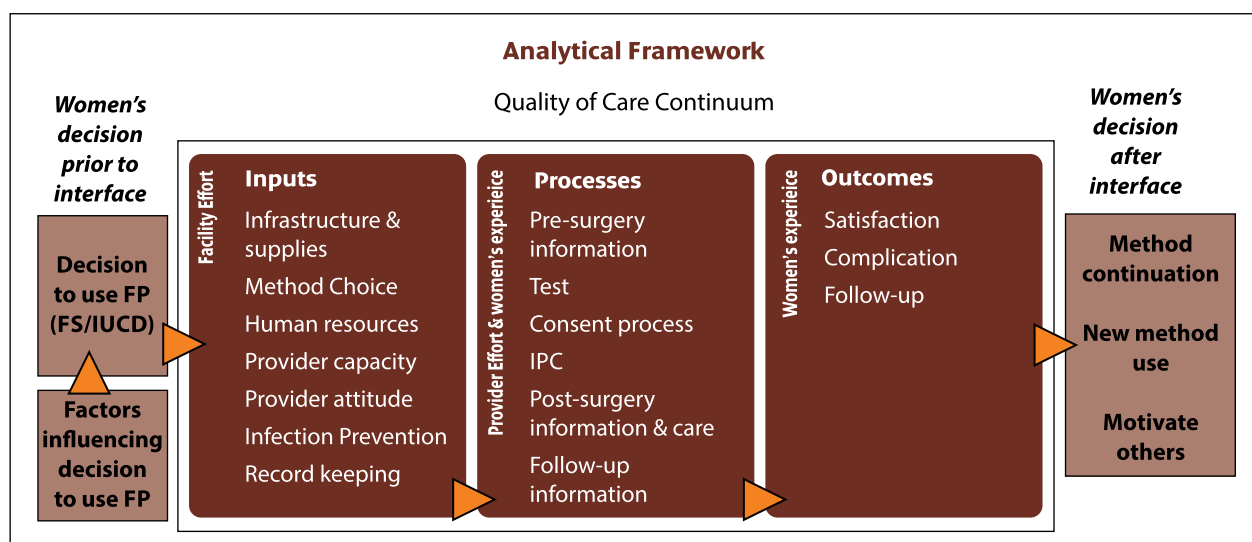 Analytical Framework
Quality of Care Continuum
Women's
decision
prior to
interface
Decision
to use FP
(FS/IUCD)
Factors
influencing
decision
to use FP
Facility Effort
Inputs
Infrastructure &
supplies
Method Choice
Human resources
Provider capacity
Provider attitude
Infection Prevention
Record keeping
Provider Effort & women's experieice
Processes
Pre-surgery
information
Test
Consent process
IPC
Post-surgery
information & care
Follow-up
information
Women's experieice
Outcomes
Satisfaction
Complication
Follow-up
Women's
decision
after
interface
Method
continuation
New method
use
Motivate
others